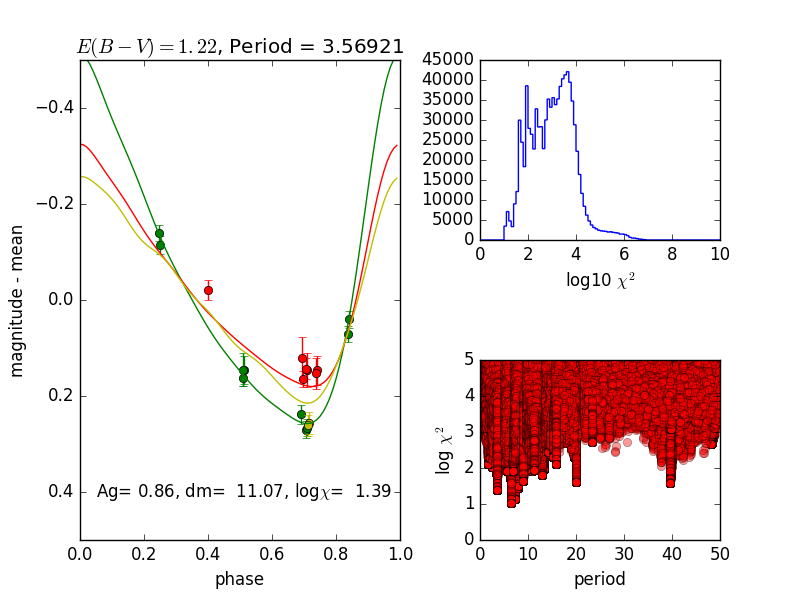 E(B − V) = 1.22, Period = 3.56921
−0.4
−0.2
0.0
0.2
0.4
magnitude - mean
Ag= 0.86, dm= 11.07, logχ= 1.39
0.0 0.2 0.4 0.6 0.8 1.0
phase
45000
40000
35000
30000
25000
20000
15000
10000
5000
0
0 2 4 6 8 10
log10 χ²
5
4
3
2
1
0
log χ²
0 10 20 30 40 50
period